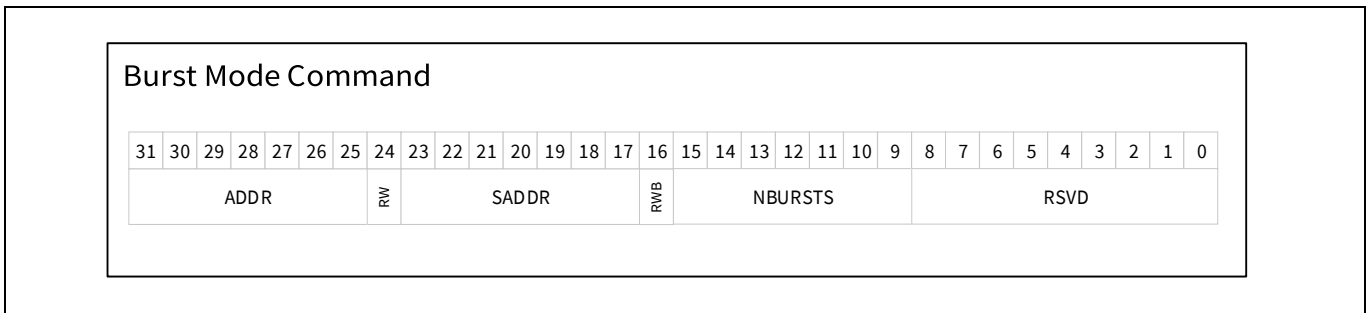 Burst Mode Command
31 30 29 28 27 26 25 24 23 22 21 20 19 18 17 16 15 14 13 12 11 10 9 8 7 6 5 4 3 2 1 0
ADDR RW SADDR RWB NBURSTS RSVD